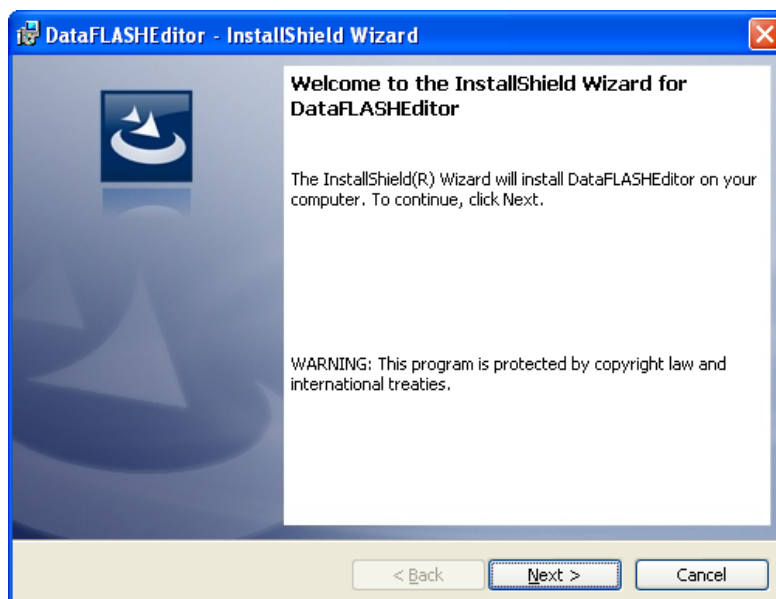 DataFLASHEditor - InstallShield Wizard
Welcome to the InstallShield Wizard for
DataFLASHEditor
The InstallShield(R) Wizard will install DataFLASHEditor on your
computer. To continue, click Next.
WARNING: This program is protected by copyright law and
international treaties.
< Back
Next >
Cancel